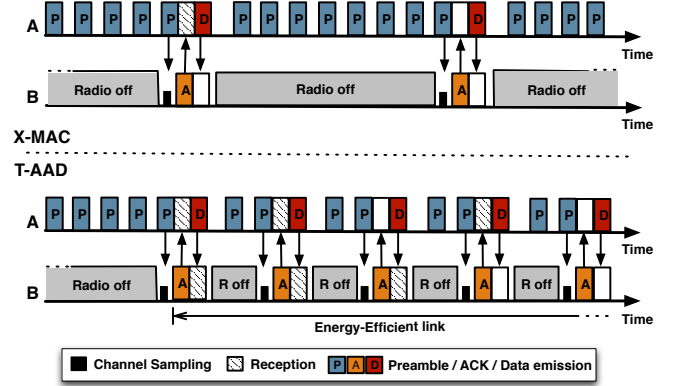 A P P P P P D P P P P P P P P D P P P P
Time
B Radio off A Radio off A Radio off
Time
X-MAC
T-AAD
A P P P P P D P P D P P D P P D P P D
Time
B Radio off A R off A R off A R off A R off A
Time
Energy-Efficient link
Channel Sampling Reception P A D Preamble / ACK / Data emission